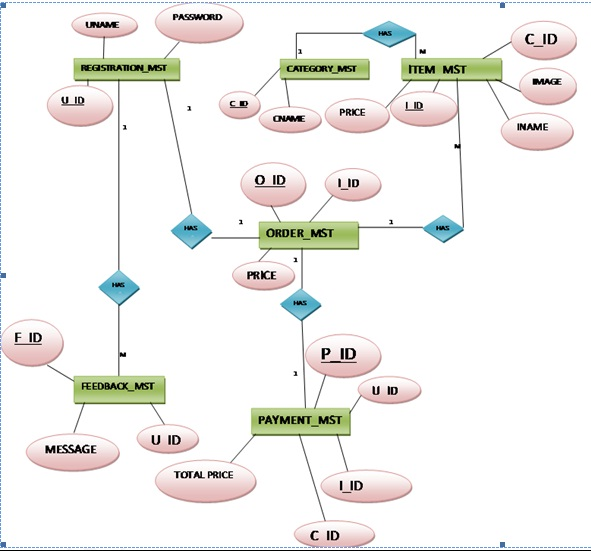 UNAME
PASSWORD
HAS
C_ID
REGISTRATION_MST
1
M
CATEGORY_MST
ITEM_MST
IMAGE
U_ID
C_ID
CNAME
PRICE
I_ID
INAME
1
1
M
O_ID
I_ID
HAS
1
ORDER_MST
1
HAS
PRICE
1
HAS
HAS
F_ID
M
P_ID
1
U_ID
FEEDBACK_MST
PAYMENT_MST
MESSAGE
U_ID
TOTAL PRICE
I_ID
C_ID